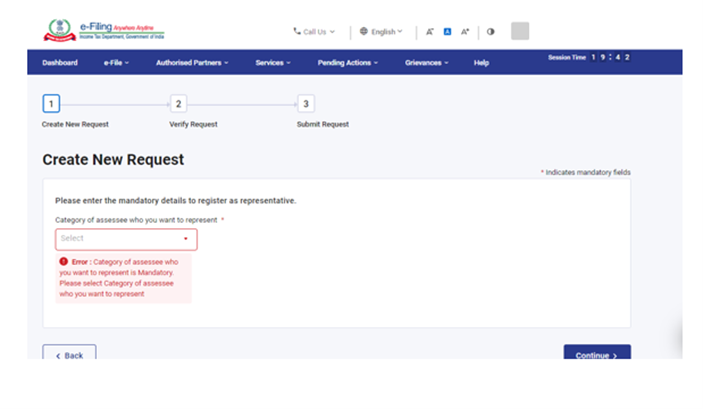 e-Filing Anywhere Anytime
Income Tax Department, Government of India
Call Us
English
A-
A
A+
Dashboard
e-File
Authorised Partners
Services
Pending Actions
Grievances
Help
Session Time 1 9 : 4 2
1
2
3
Create New Request
Verify Request
Submit Request
Create New Request
* Indicates mandatory fields
Please enter the mandatory details to register as representative.
Category of assessee who you want to represent *
Select
Error : Category of assessee who
you want to represent is
Mandatory.
Please select Category of
assessee
who you want to represent
< Back
Continue >